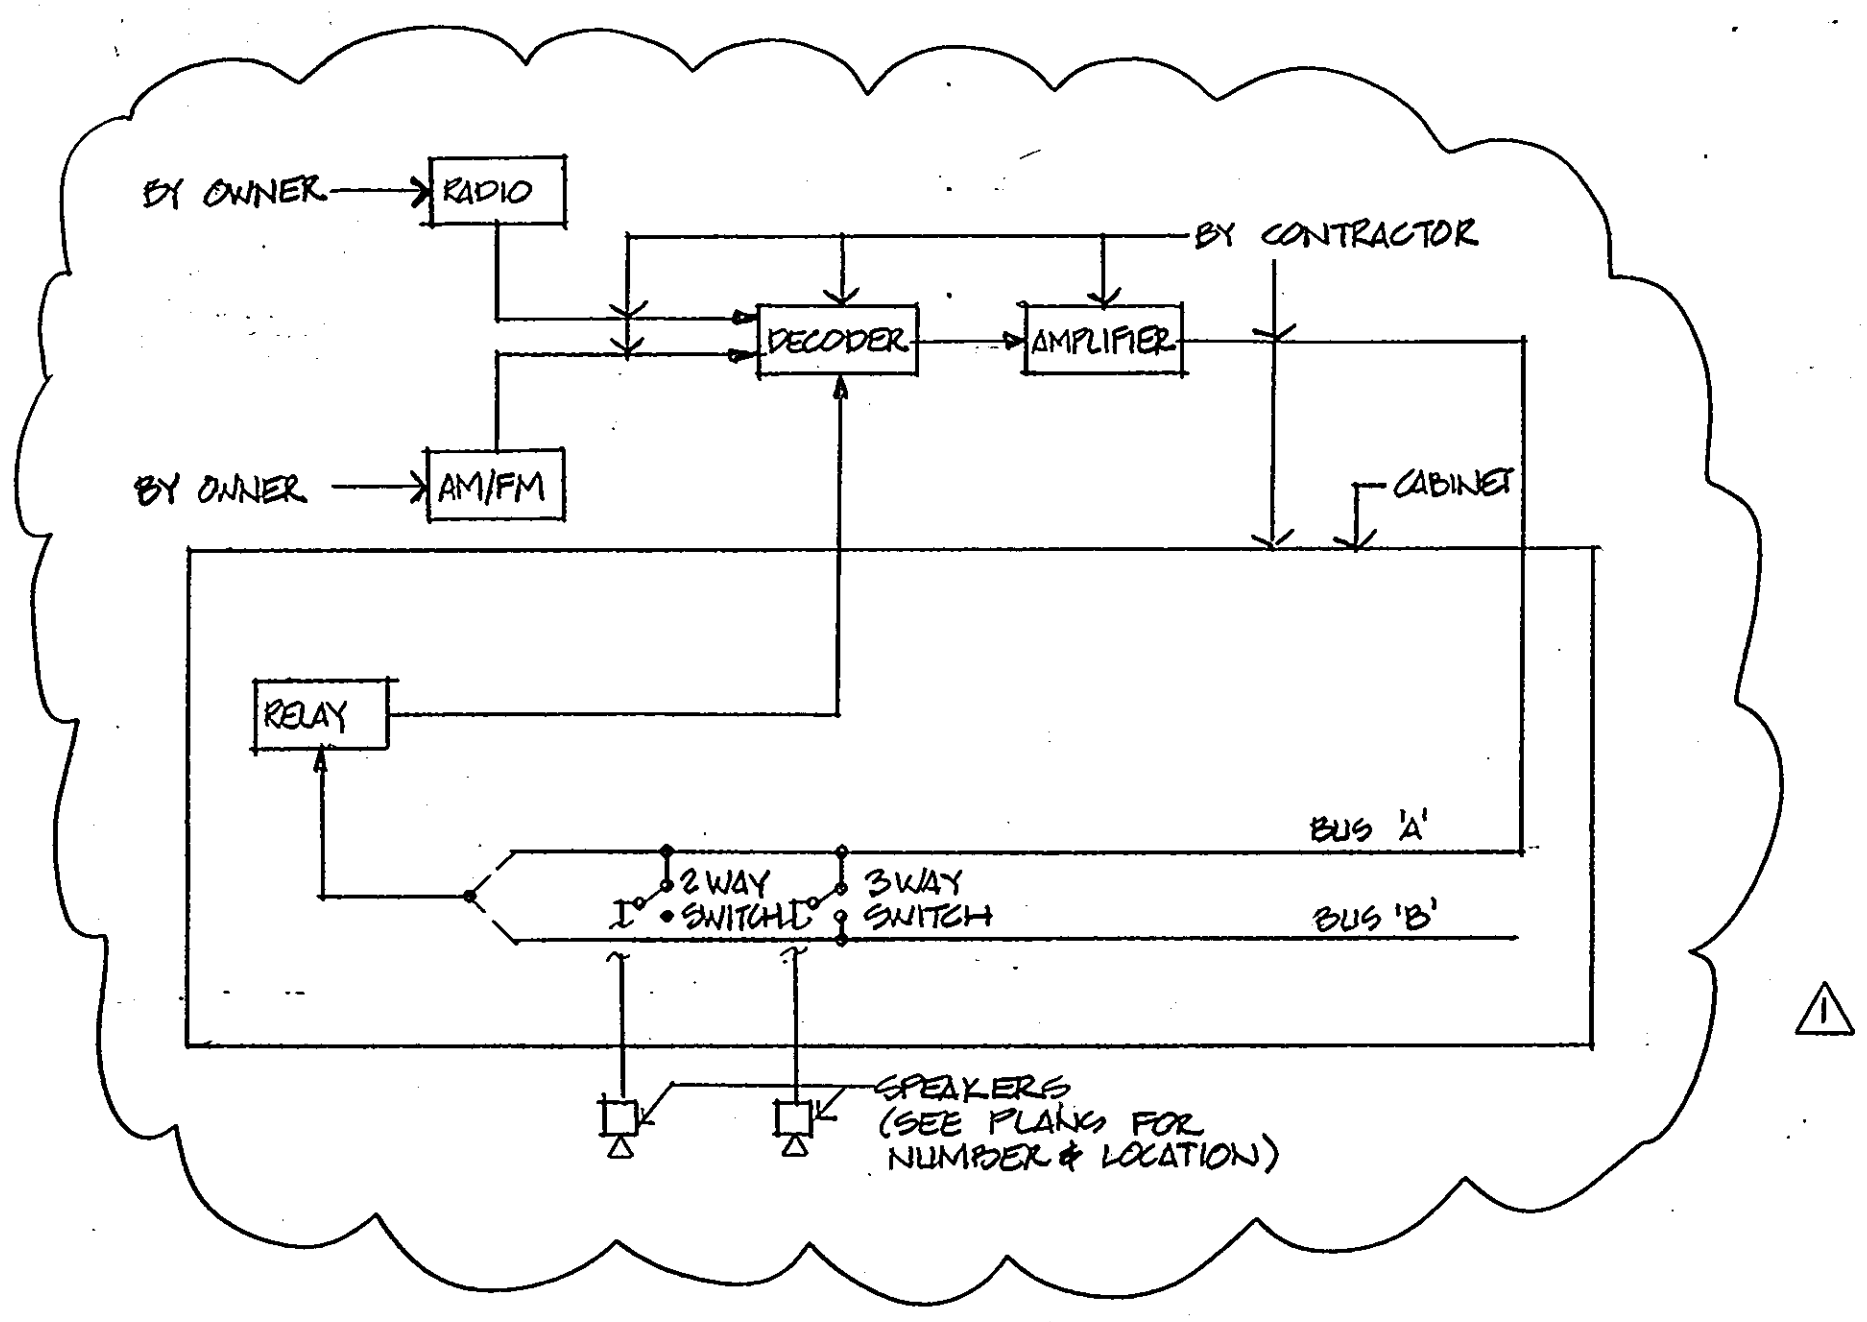 BY OWNER
RADIO
BY CONTRACTOR
DECODER
AMPLIFIER
BY OWNER
AM/FM
CABINET
RELAY
BUS 'A'
2 WAY
SWITCH
3 WAY
SWITCH
BUS 'B'
1
SPEAKERS
(SEE PLANS FOR
NUMBER & LOCATION)